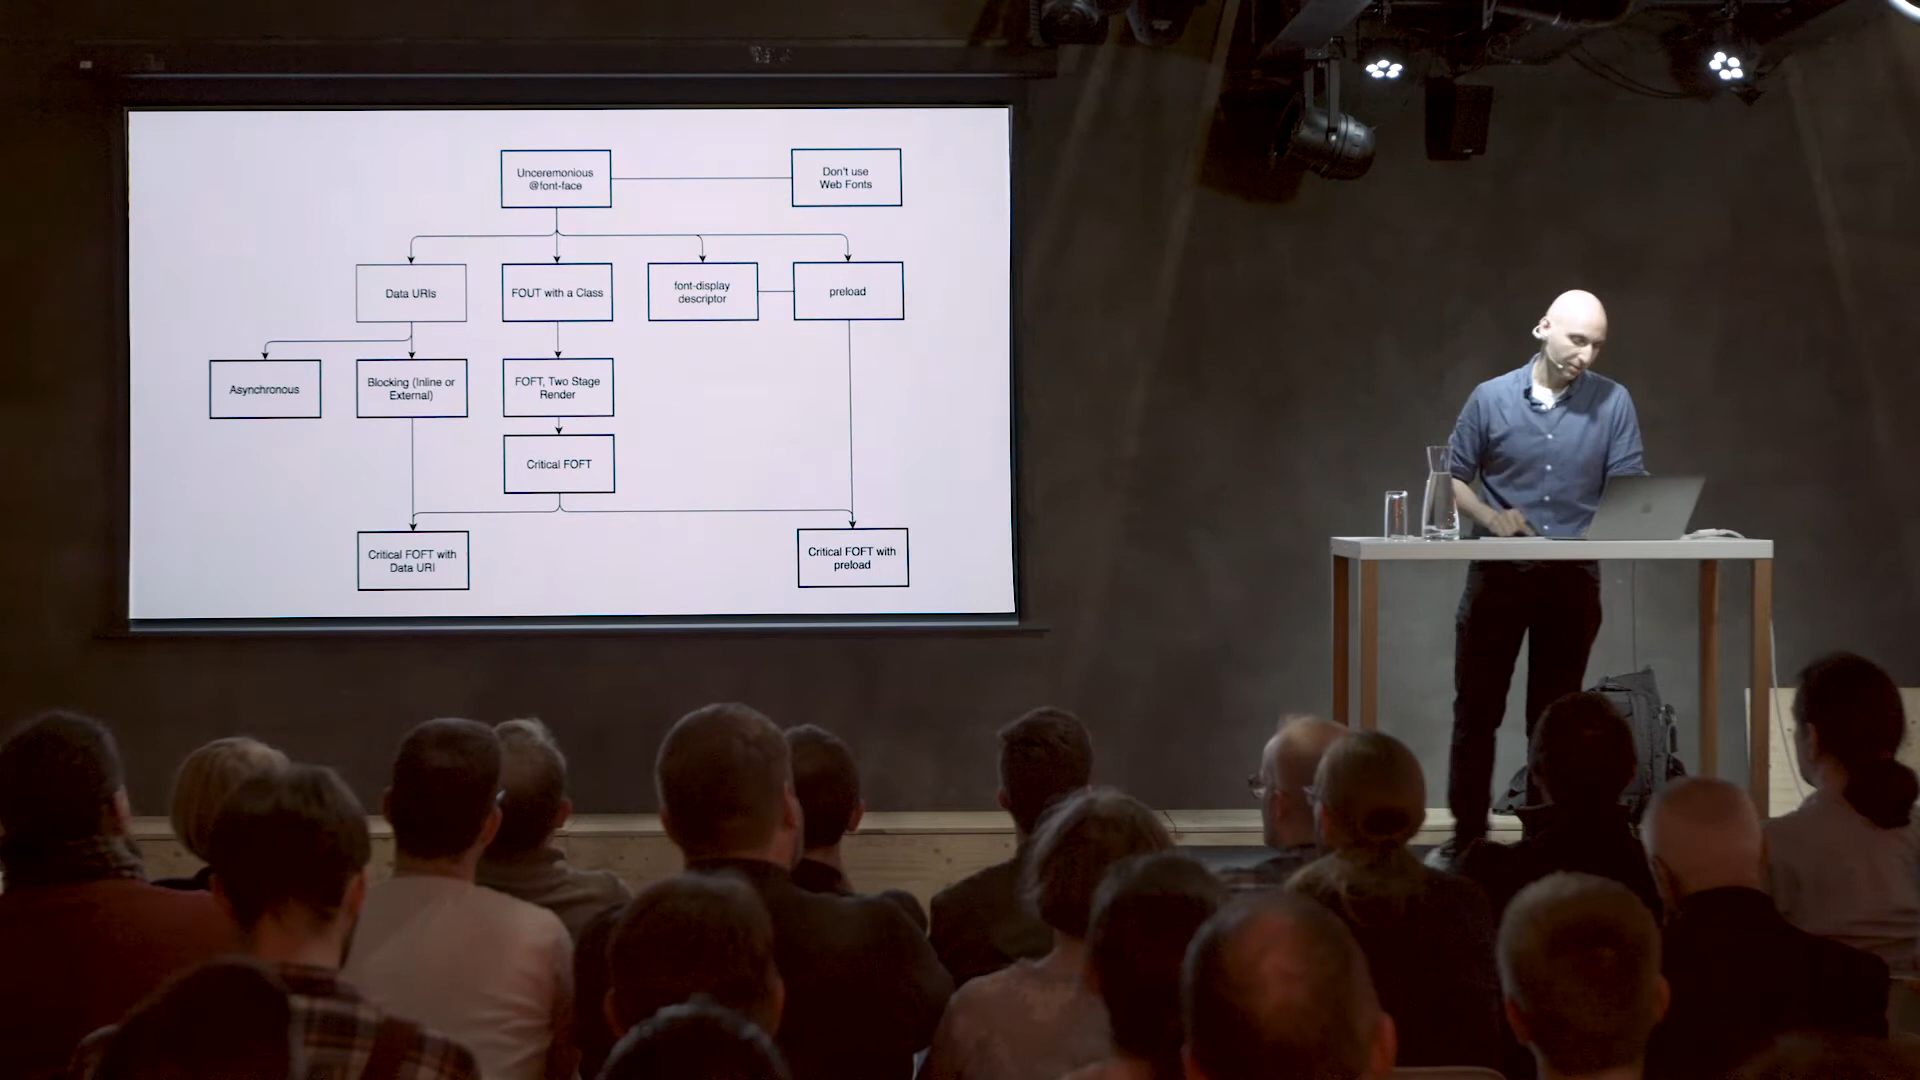 Unceremonious
@font-face
Don't use
Web Fonts
Data URIs
FOUT with a Class
font-display
descriptor
preload
Asynchronous
Blocking (Inline or
External)
FOFT, Two Stage
Render
Critical FOFT
Critical FOFT with
Data URI
Critical FOFT with
preload